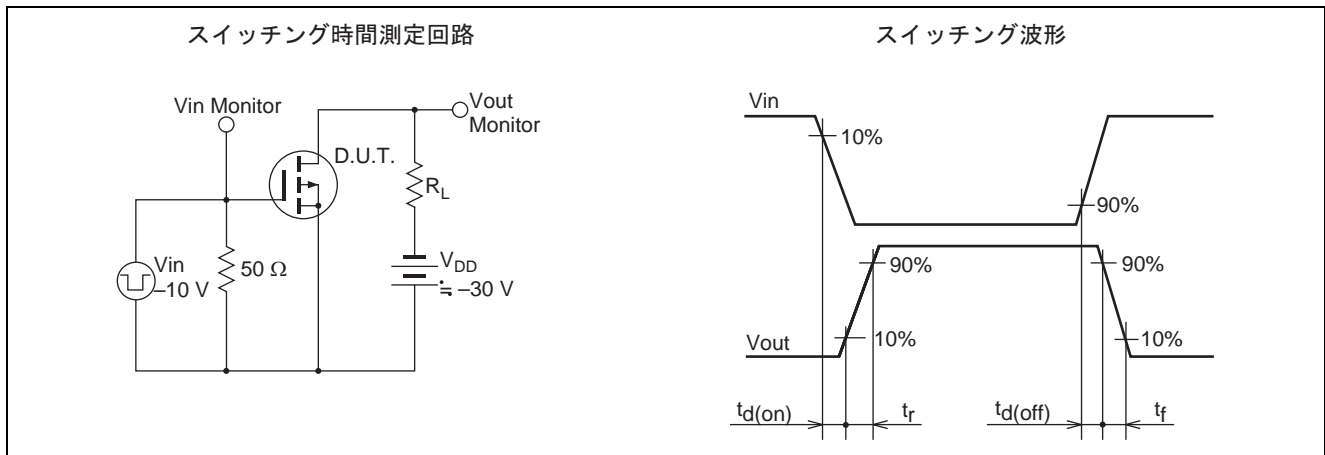 スイッチング時間測定回路
Vin Monitor
Vout
Monitor
D.U.T.
RL
Vin
–10 V
50 Ω
VDD
≒ –30 V
スイッチング波形
Vin
10%
90%
90%
90%
Vout
10%
10%
td(on)
tr
td(off)
tf